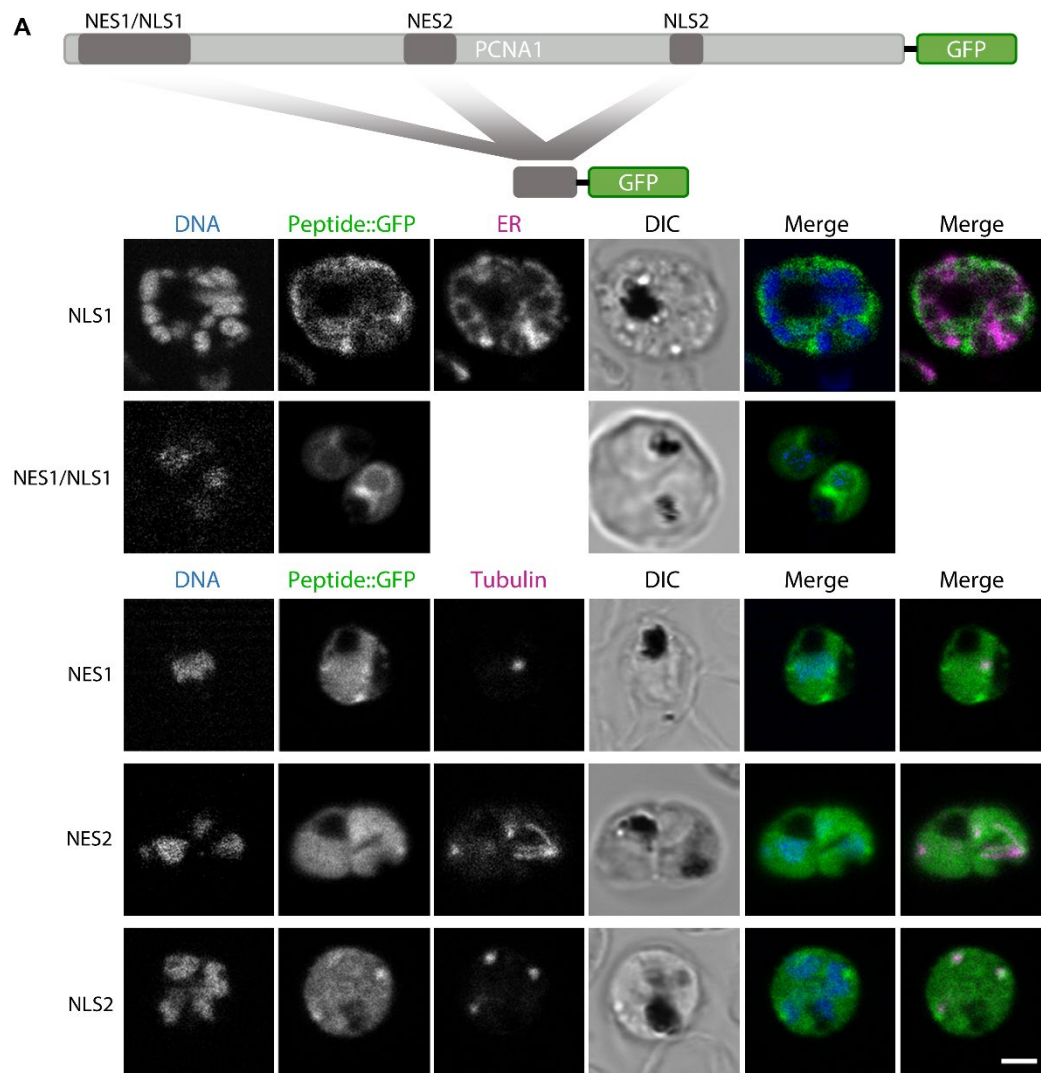 A
NES1/NLS1 NES2 NLS2
PCNA1 GFP
GFP
DNA Peptide::GFP ER DIC Merge Merge
NLS1
NES1/NLS1
DNA Peptide::GFP Tubulin DIC Merge Merge
NES1
NES2
NLS2